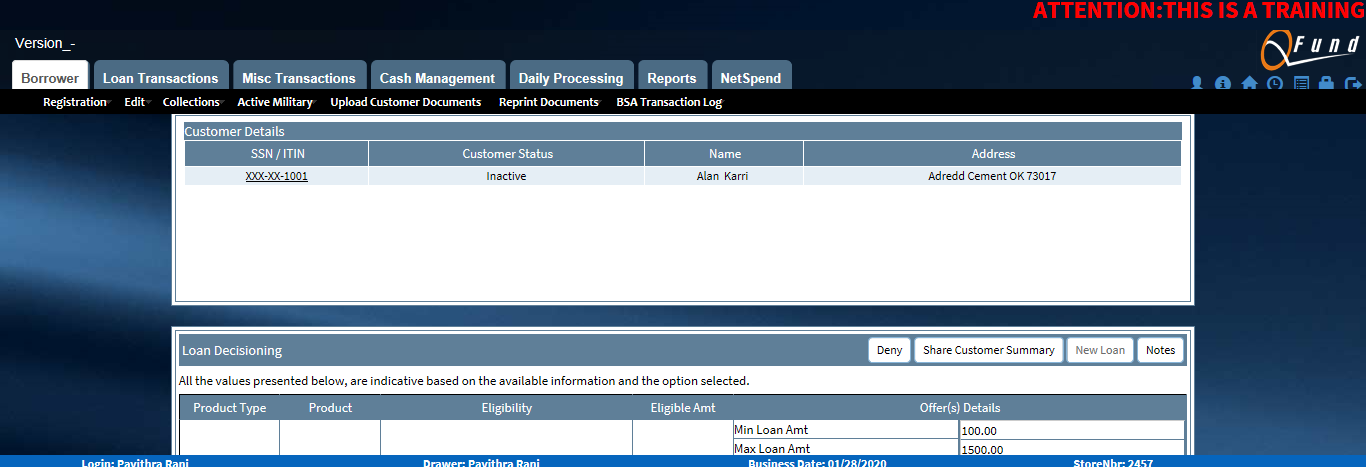 ATTENTION:THIS IS A TRAINING
Version_-
QFund
Borrower Loan Transactions Misc Transactions Cash Management Daily Processing Reports NetSpend
Registration Edit Collections Active Military Upload Customer Documents Reprint Documents BSA Transaction Log
Customer Details
SSN / ITIN Customer Status Name Address
XXX-XX-1001 Inactive Alan Karri Adredd Cement OK 73017
Loan Decisioning Deny Share Customer Summary New Loan Notes
All the values presented below, are indicative based on the available information and the option selected.
Product Type Product Eligibility Eligible Amt Offer(s) Details
Min Loan Amt 100.00
Max Loan Amt 1500.00
Login: Pavithra Rani Drawer: Pavithra Rani Business Date: 01/28/2020 StoreNbr: 2457